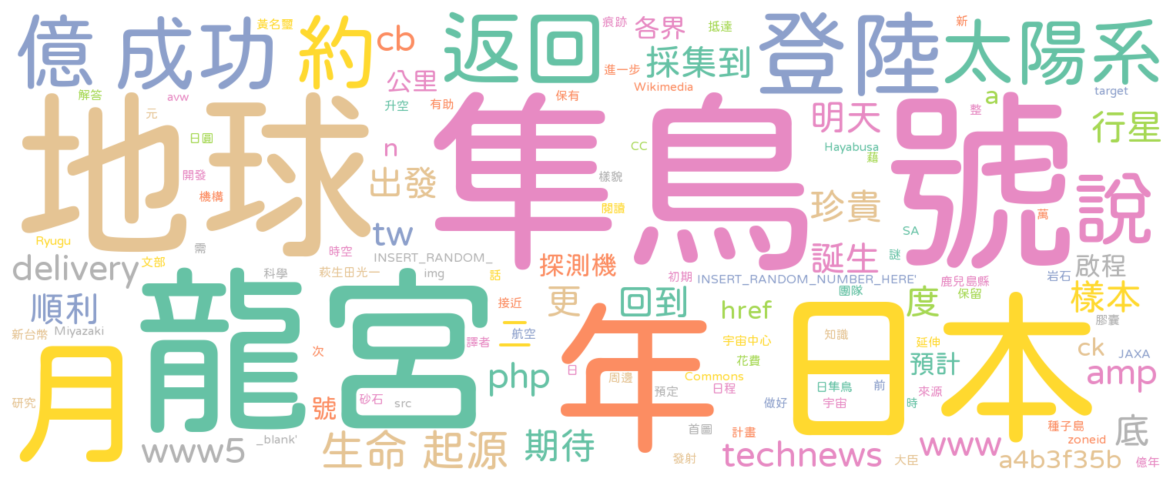 億 成功 約 cb 返回 痕跡 各界 抵達 登陸 新 太陽系
黃名璽 採集到 target
解答 avw 公里 進一步 Wikimedia 保有 a
元 升空 有助 明天 整 行星
地球 隼鳥號 說
日圓 n CC Hayabusa 藉
開發 出發 樣貌 珍貴 萬
機構 閱讀 SA
Ryugu 需 時空 tw 誕生 謎
文部 INSERT_RANDOM_ 探測機 啟程
delivery 科學 萩生田光一 img 話 初期 INSERT_RANDOM_NUMBER_HERE' 鹿兒島縣 岩石
順利 龍宮 接近 更 回到 href 團隊 度 保留 樣本
新台幣 Miyazaki 二 航空 膠囊
月 譯者 年 宇宙中心 日本 知識 延伸 ck JAXA
次 日 花費 預計
研究 砂石 src php 周邊 Commons 預定 日程 日隼鳥 前 來源 amp
號 做好 宇宙 時
www5 _blank' 生命 起源 期待 首圖 計畫 technews www 種子島 底
zoneid
發射 大臣 a4b3f35b 億年